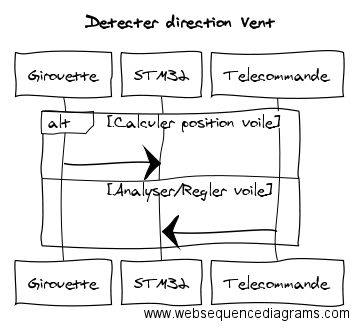 Detecter direction Vent
Girouette STM32 Telecommande
alt [Calculer position voile]
[Analyser/Regler voile]
Girouette STM32 Telecommande
www.websequencediagrams.com